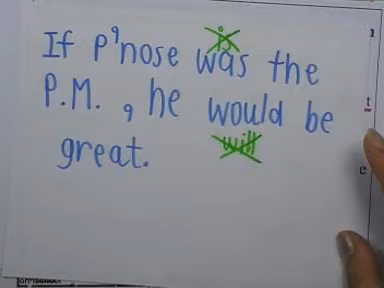 is
If P'nose was the
P.M. , he would be
will
great.